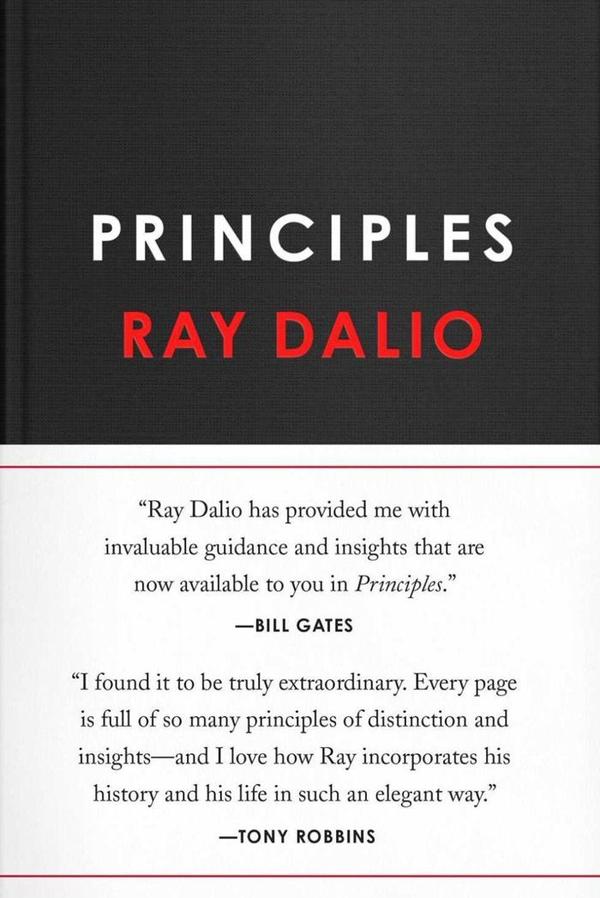 PRINCIPLES
RAY DALIO
“Ray Dalio has provided me with
invaluable guidance and insights that are
now available to you in Principles.”
—BILL GATES
“I found it to be truly extraordinary. Every page
is full of so many principles of distinction and
insights—and I love how Ray incorporates his
history and his life in such an elegant way.”
—TONY ROBBINS